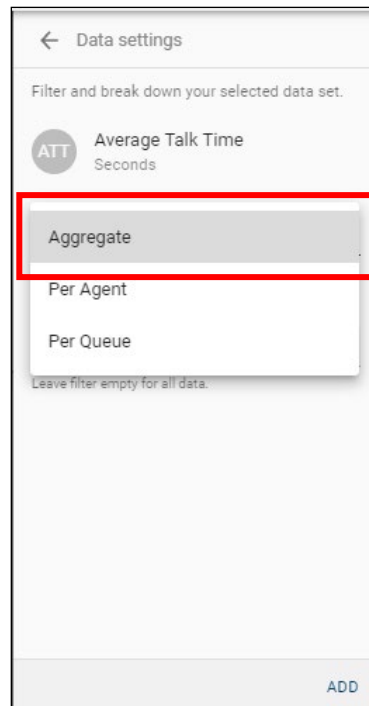 Data settings
Filter and break down your selected data set.
ATT
Average Talk Time
Seconds
Aggregate
Per Agent
Per Queue
Leave filter empty for all data.
ADD